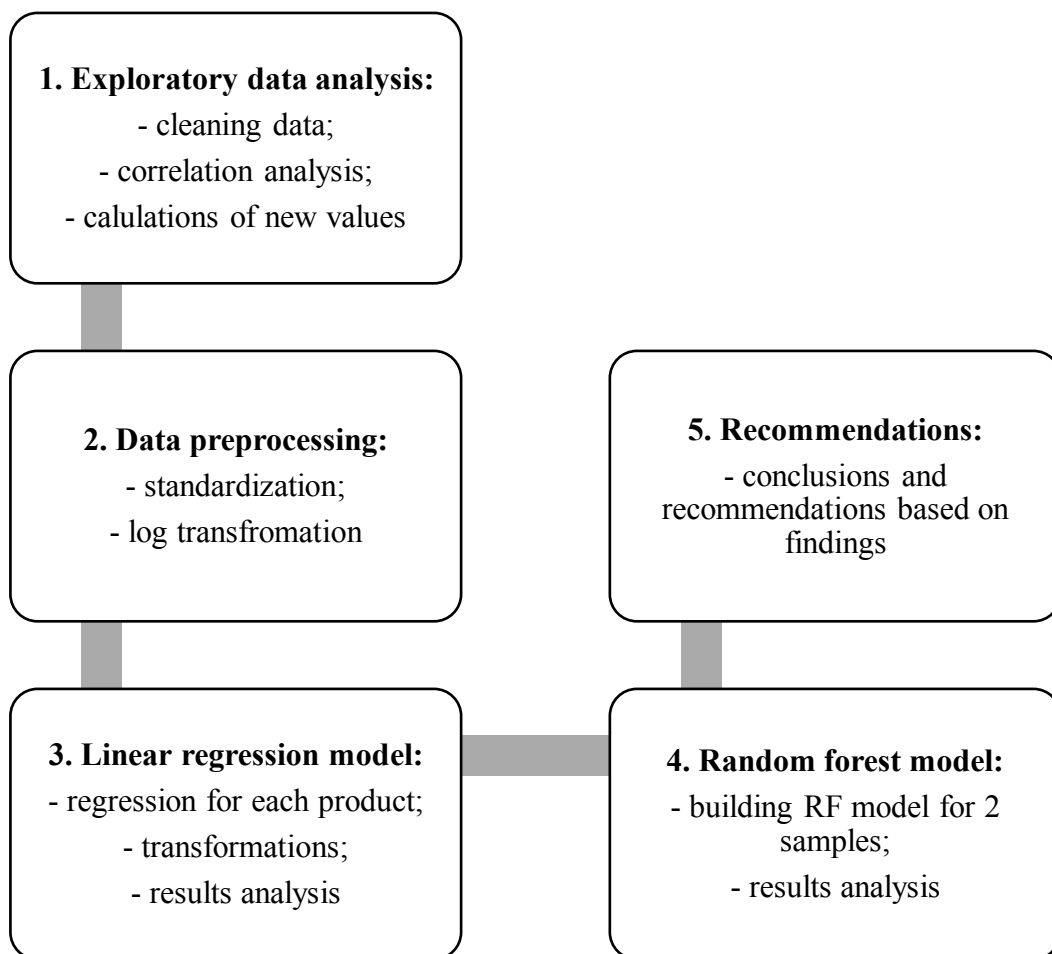 1. Exploratory data analysis:
- cleaning data;
- correlation analysis;
- calulations of new values
2. Data preprocessing:
- standardization;
- log transfromation
3. Linear regression model:
- regression for each product;
- transformations;
- results analysis
4. Random forest model:
- building RF model for 2
samples;
- results analysis
5. Recommendations:
- conclusions and
recommendations based on
findings